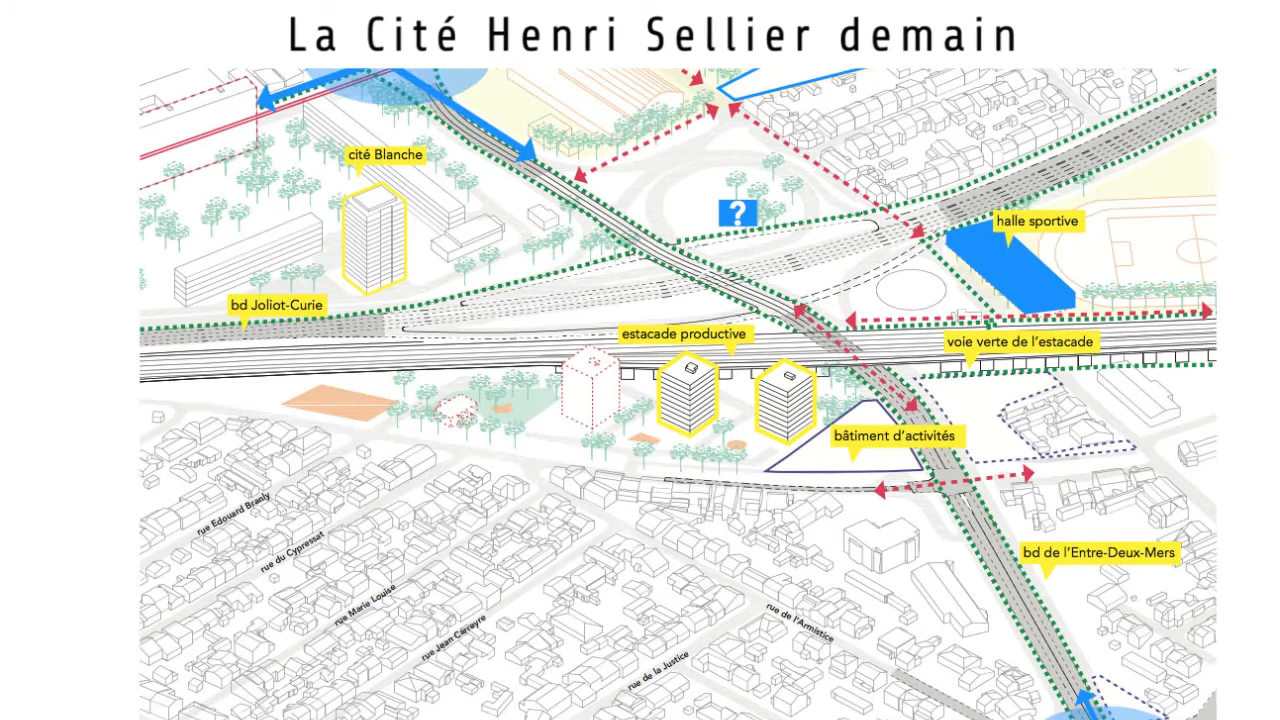 La Cité Henri Sellier demain
cité Blanche
?
halle sportive
bd Joliot-Curie
estacade productive
voie verte de l'estacade
bâtiment d'activités
rue Edouard Branly
rue du Cypressat
bd de l'Entre-Deux-Mers
rue Marie Louise
rue Jean Carreyre
rue de l'Armistice
rue de la Justice